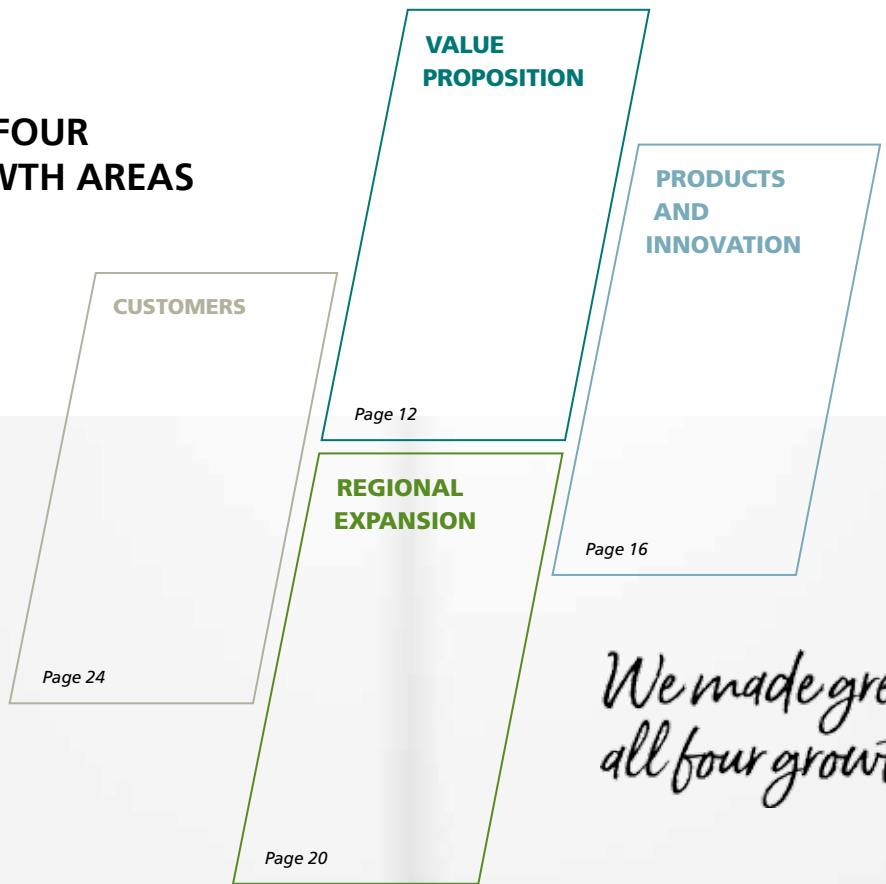 FOUR
WTH AREAS
VALUE
PROPOSITION
Page 12
PRODUCTS
AND
INNOVATION
Page 16
CUSTOMERS
Page 24
REGIONAL
EXPANSION
Page 20
We made gre
all four growt